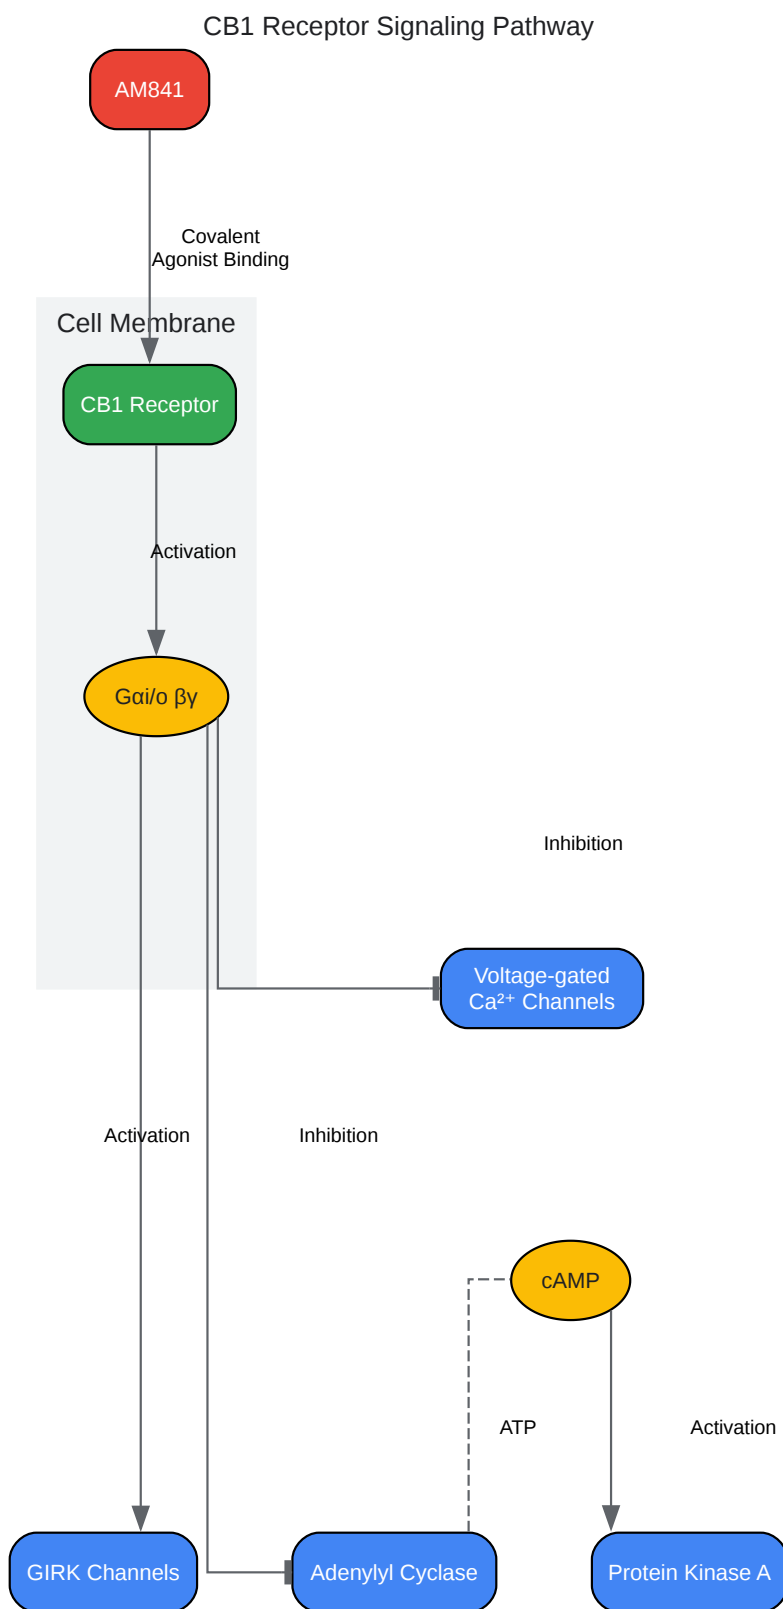 CB1 Receptor Signaling Pathway
AM841
Covalent
Agonist Binding
Cell Membrane
CB1 Receptor
Activation
Gαi/o βγ
Inhibition
Voltage-gated
Ca²⁺ Channels
Activation
Inhibition
cAMP
ATP
Activation
GIRK Channels
Adenylyl Cyclase
Protein Kinase A